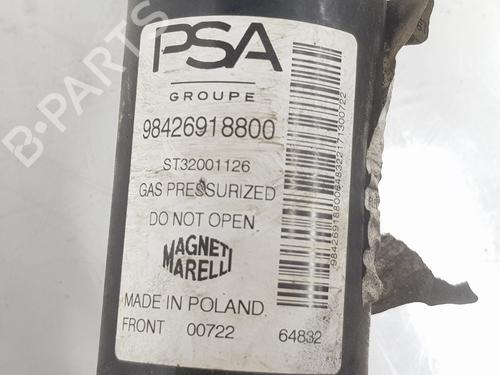 PSA
GROUPE
98426918800
ST32001126
GAS PRESSURIZED
DO NOT OPEN
MAGNETI
MARELLI
MADE IN POLAND
FRONT 00722 64832
B-Parts